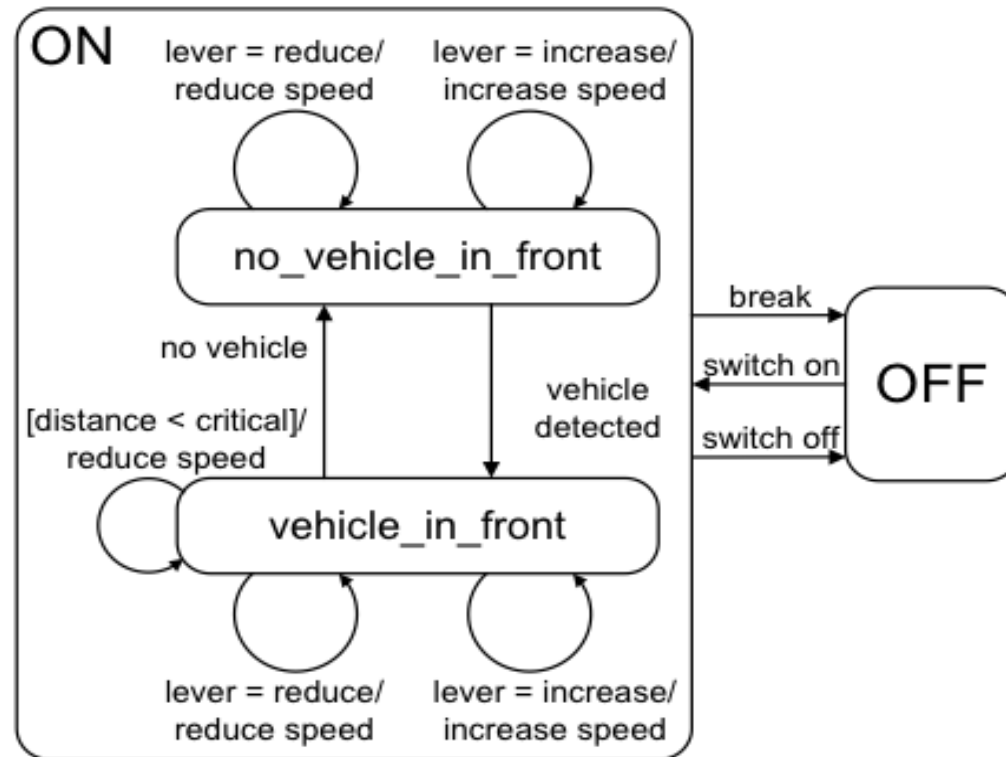 ON
lever = reduce/
reduce speed
lever = increase/
increase speed
no_vehicle_in_front
no vehicle
vehicle
detected
[distance < critical]/
reduce speed
vehicle_in_front
lever = reduce/
reduce speed
lever = increase/
increase speed
break
switch on
switch off
OFF